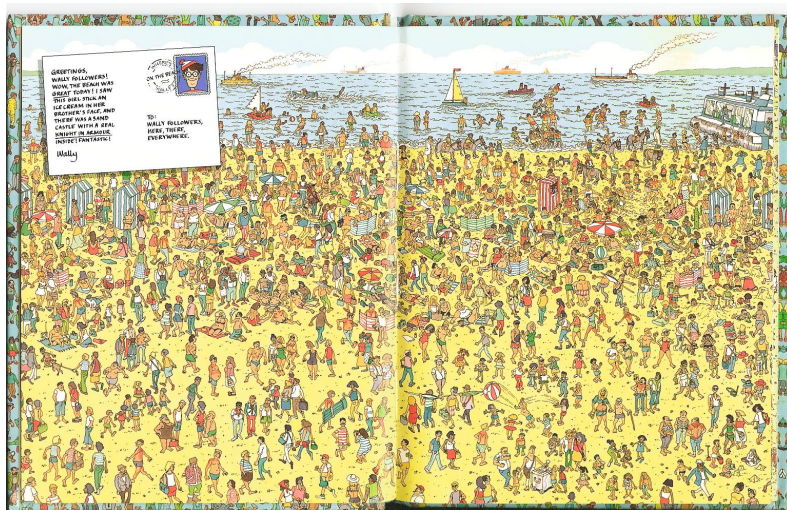 GREETINGS,
WALLY FOLLOWERS!
WOW, THE BEACH WAS
GREAT TODAY! I SAW
THIS GIRL STICK AN
ICE CREAM IN HER
BROTHER'S FACE, AND
THERE WAS A SAND
CASTLE WITH A REAL
KNIGHT IN ARMOUR
INSIDE! FANTASTIC!
Wally
ON THE BEACH
TO:
WALLY FOLLOWERS,
HERE, THERE,
EVERYWHERE.